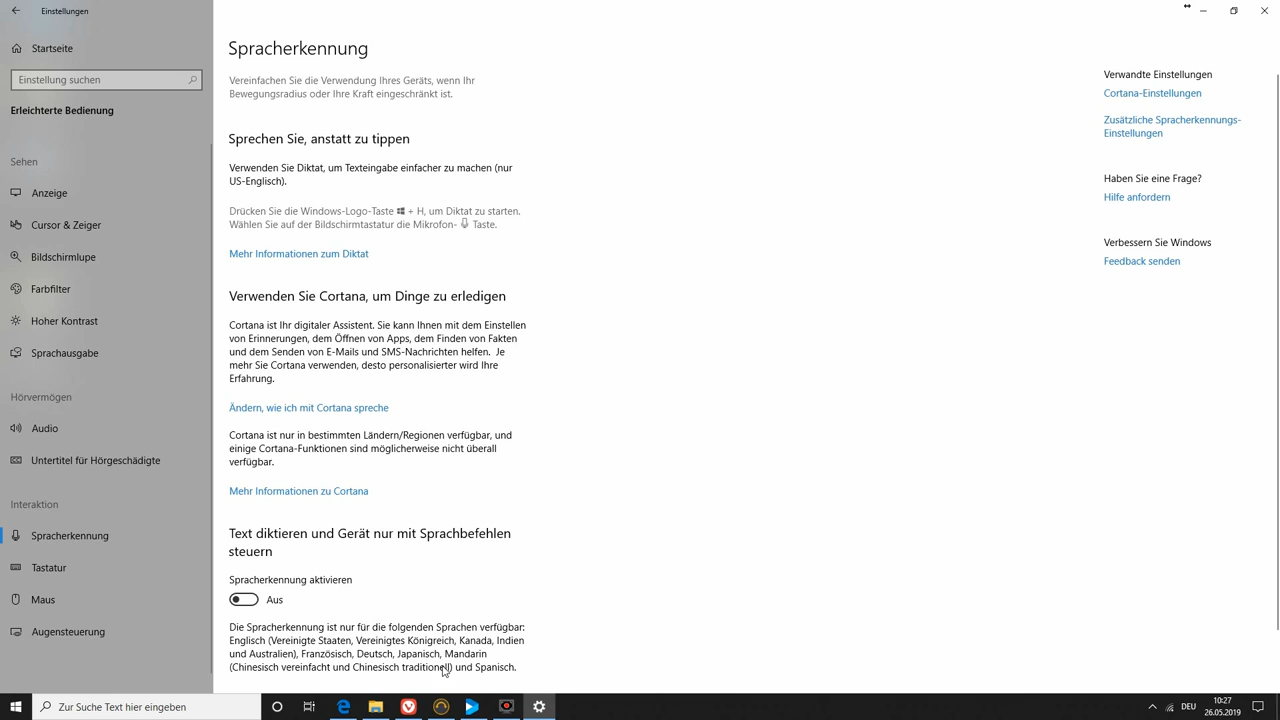 Einstellungen
Startseite
Einstellung suchen
Erleichterte Bedienung
Sehen
Anzeige
Cursor & Zeiger
Bildschirmlupe
Farbfilter
Hoher Kontrast
Sprachausgabe
Hörvermögen
Audio
Untertitel für Hörgeschädigte
Interaktion
Spracherkennung
Tastatur
Maus
Augensteuerung
Spracherkennung
Vereinfachen Sie die Verwendung Ihres Geräts, wenn Ihr
Bewegungsradius oder Ihre Kraft eingeschränkt ist.
Sprechen Sie, anstatt zu tippen
Verwenden Sie Diktat, um Texteingabe einfacher zu machen (nur
US-Englisch).
Drücken Sie die Windows-Logo-Taste + H, um Diktat zu starten.
Wählen Sie auf der Bildschirmtastatur die Mikrofon- Taste.
Mehr Informationen zum Diktat
Verwenden Sie Cortana, um Dinge zu erledigen
Cortana ist Ihr digitaler Assistent. Sie kann Ihnen mit dem Einstellen
von Erinnerungen, dem Öffnen von Apps, dem Finden von Fakten
und dem Senden von E-Mails und SMS-Nachrichten helfen. Je
mehr Sie Cortana verwenden, desto personalisierter wird Ihre
Erfahrung.
Ändern, wie ich mit Cortana spreche
Cortana ist nur in bestimmten Ländern/Regionen verfügbar, und
einige Cortana-Funktionen sind möglicherweise nicht überall
verfügbar.
Mehr Informationen zu Cortana
Text diktieren und Gerät nur mit Sprachbefehlen
steuern
Spracherkennung aktivieren
Aus
Die Spracherkennung ist nur für die folgenden Sprachen verfügbar:
Englisch (Vereinigte Staaten, Vereinigtes Königreich, Kanada, Indien
und Australien), Französisch, Deutsch, Japanisch, Mandarin
(Chinesisch vereinfacht und Chinesisch traditionell) und Spanisch.
Verwandte Einstellungen
Cortana-Einstellungen
Zusätzliche Spracherkennungs-
Einstellungen
Haben Sie eine Frage?
Hilfe anfordern
Verbessern Sie Windows
Feedback senden
Zur Suche Text hier eingeben
DEU
10:27
26.05.2019